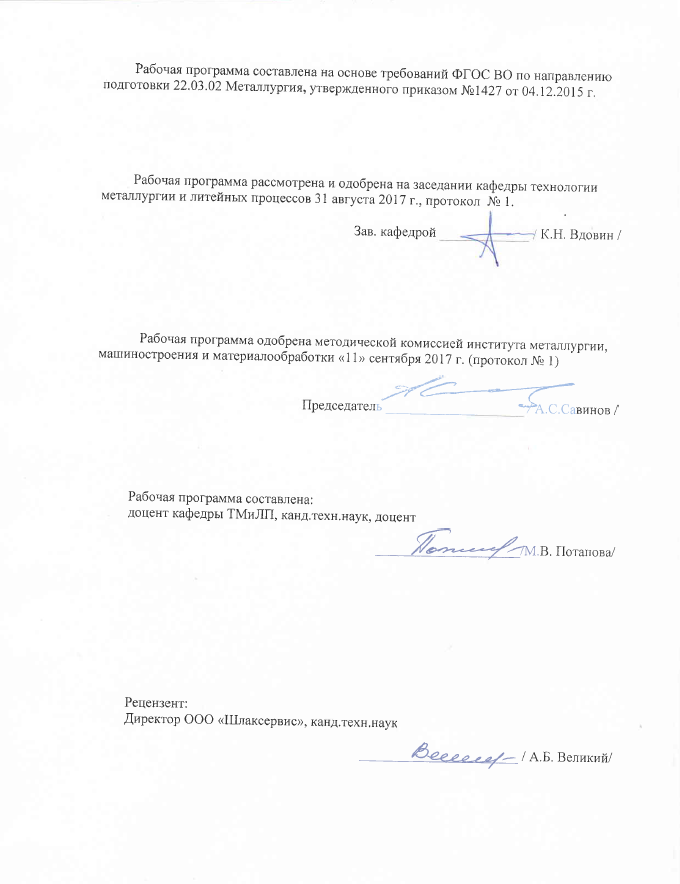 Рабочая программа составлена на основе требований ФГОС ВО по направлению
подготовки 22.03.02 Металлургия, утвержденного приказом №1427 от 04.12.2015 г.
Рабочая программа рассмотрена и одобрена на заседании кафедры технологии
металлургии и литейных процессов 31 августа 2017 г., протокол № 1.
Зав. кафедрой ______________/ К.Н. Вдовин /
Рабочая программа одобрена методической комиссией института металлургии,
машиностроения и материалообработки «11» сентября 2017 г. (протокол № 1)
Председатель ______________________ / А.С.Савинов /
Рабочая программа составлена:
доцент кафедры ТМиЛП, канд.техн.наук, доцент
______________________/М.В. Потапова/
Рецензент:
Директор ООО «Шлаксервис», канд.техн.наук
________________________ / А.Б. Великий/